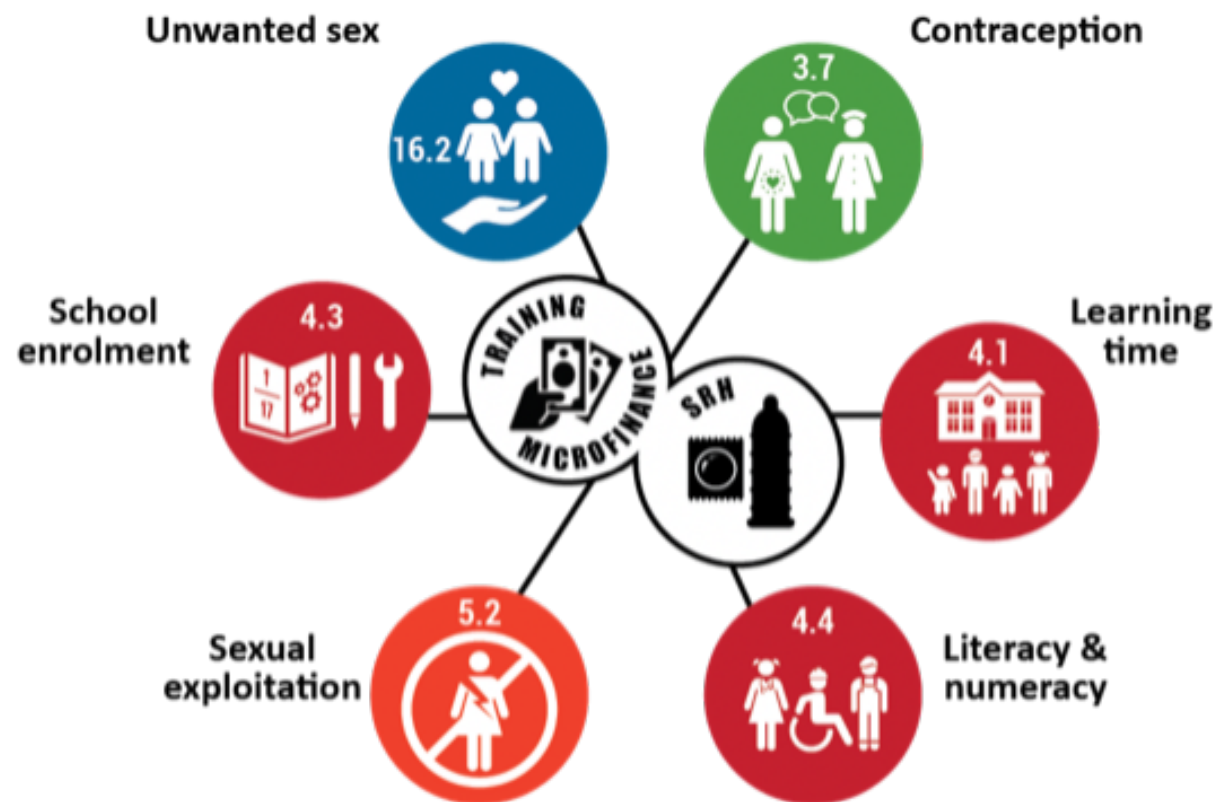 Unwanted sex
Contraception
16.2
3.7
School
enrolment
4.3
1
17
TRAINING
MICROFINANCE
SRH
Learning
time
4.1
Sexual
exploitation
5.2
4.4
Literacy &
numeracy